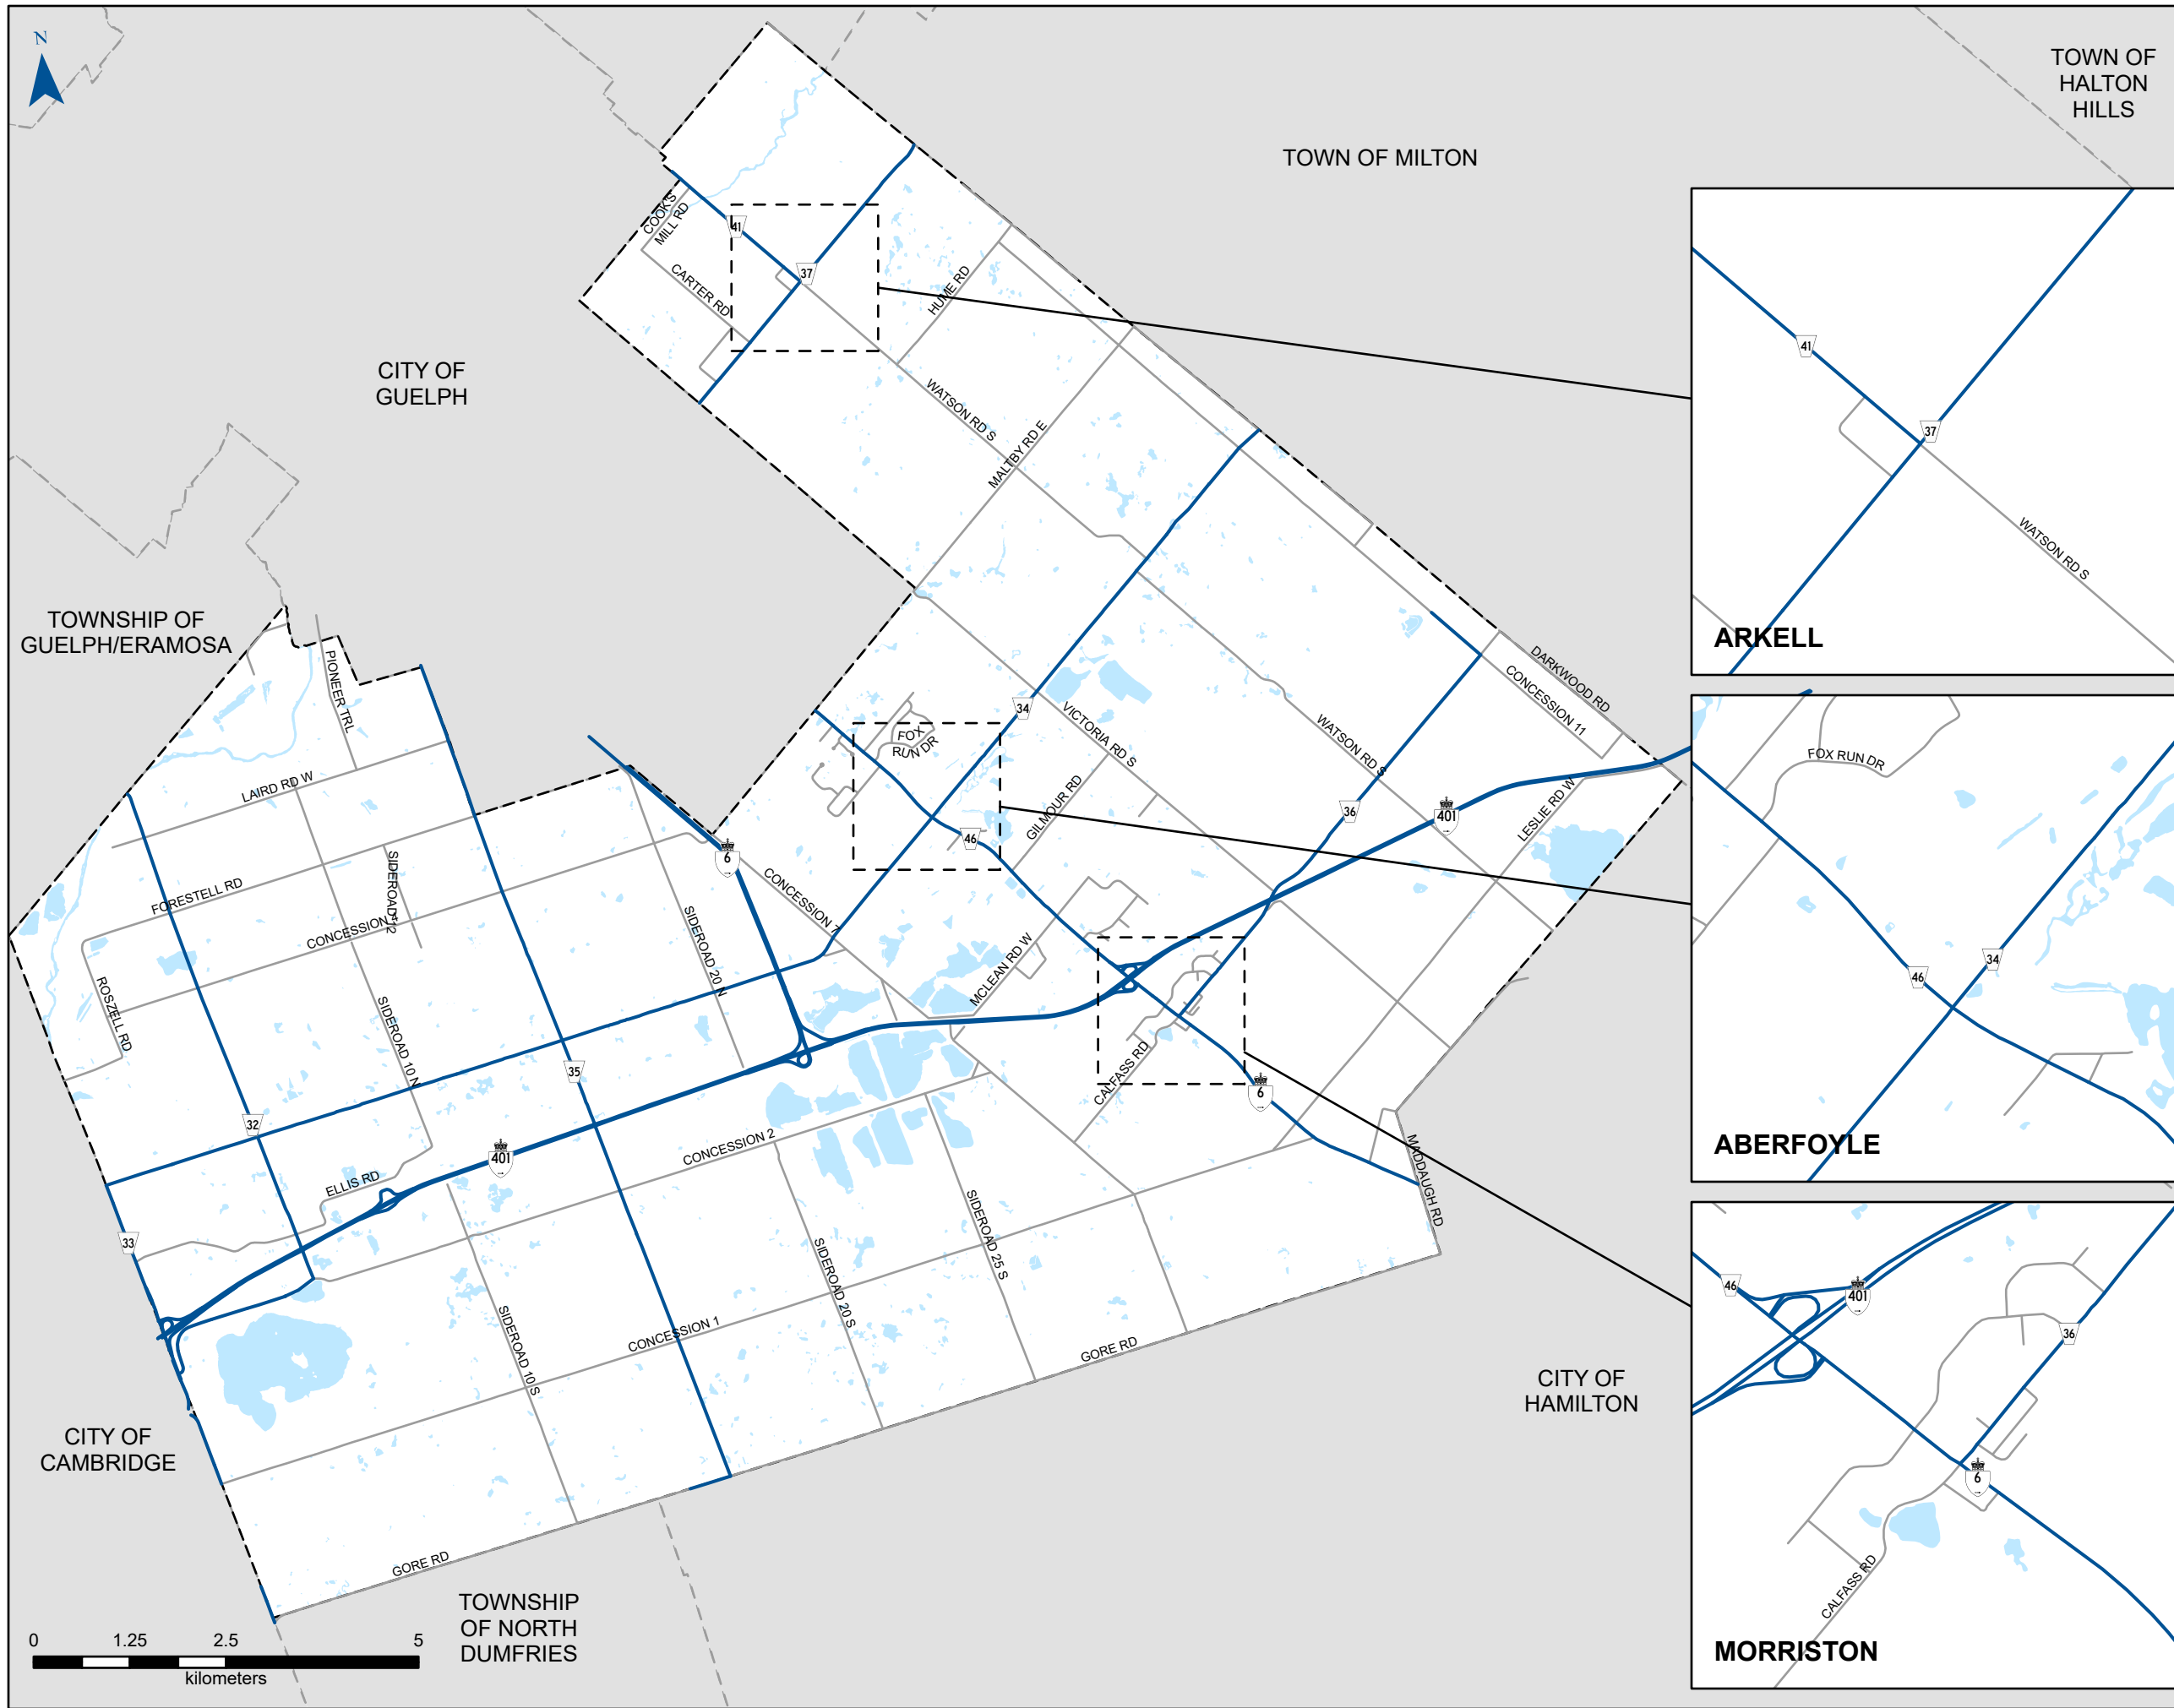 N
TOWN OF
HALTON
HILLS
TOWN OF MILTON
COOK'S
MILL RD
41
37
CARTER RD
HUME RD
CITY OF
GUELPH
WATSON RD S
MALTBY RD E
41
37
WATSON RD S
ARKELL
TOWNSHIP OF
GUELPH/ERAMOSA
PIONEER TRL
DARKWOOD RD
CONCESSION 11
34
VICTORIA RD S
WATSON RD S
FOX
RUN DR
LAIRD RD W
GILMOUR RD
36
401
LESLIE RD W
46
6
FOX RUN DR
34
46
ABERFOYLE
FORESTELL RD
SIDEROAD 12
CONCESSION 4
CONCESSION 7
SIDEROAD 20 N
MCLEAN RD W
ROSZELL RD
SIDEROAD 10 N
35
CALFASS RD
6
32
401
CONCESSION 2
MADDAUGH RD
ELLIS RD
33
SIDEROAD 25 S
SIDEROAD 20 S
SIDEROAD 10 S
CONCESSION 1
GORE RD
46
401
36
6
CALFASS RD
MORRISTON
CITY OF
HAMILTON
CITY OF
CAMBRIDGE
GORE RD
TOWNSHIP
OF NORTH
DUMFRIES
0 1.25 2.5 5
kilometers